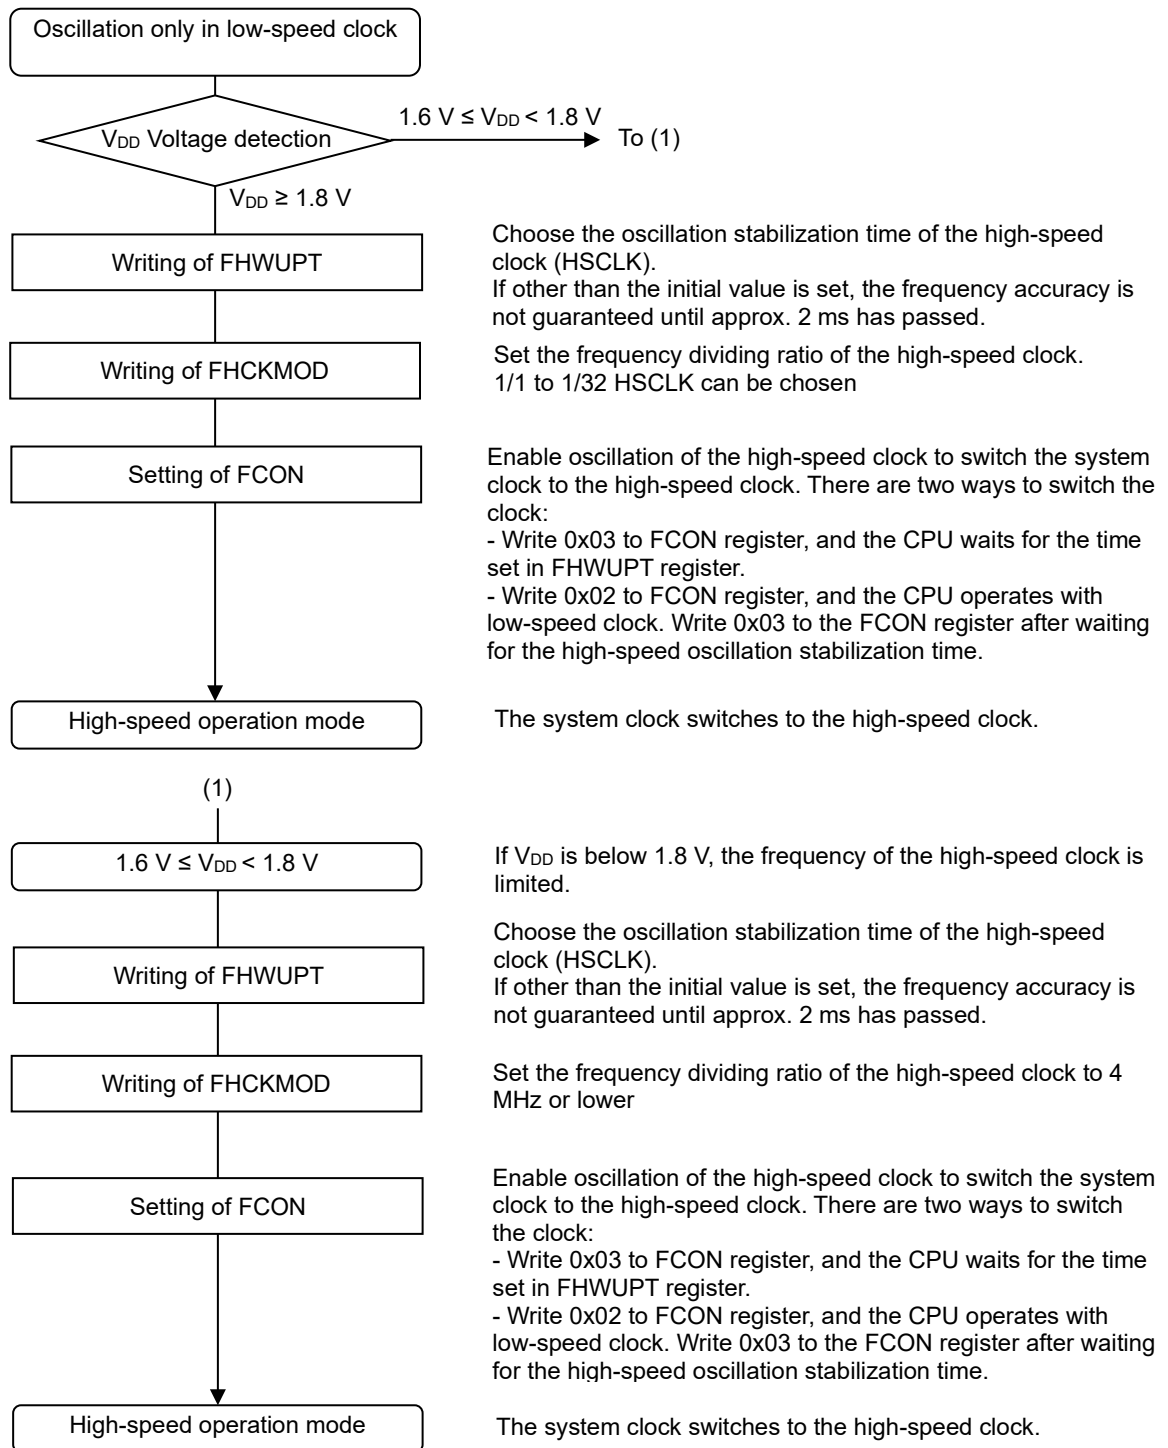 Oscillation only in low-speed clock
VDD Voltage detection
1.6 V ≤ VDD < 1.8 V
To (1)
VDD ≥ 1.8 V
Writing of FHWUPT
Choose the oscillation stabilization time of the high-speed
clock (HSCLK).
If other than the initial value is set, the frequency accuracy is
not guaranteed until approx. 2 ms has passed.
Writing of FHCKMOD
Set the frequency dividing ratio of the high-speed clock.
1/1 to 1/32 HSCLK can be chosen
Setting of FCON
Enable oscillation of the high-speed clock to switch the system
clock to the high-speed clock. There are two ways to switch the
clock:
- Write 0x03 to FCON register, and the CPU waits for the time
set in FHWUPT register.
- Write 0x02 to FCON register, and the CPU operates with
low-speed clock. Write 0x03 to the FCON register after waiting
for the high-speed oscillation stabilization time.
High-speed operation mode
The system clock switches to the high-speed clock.
(1)
1.6 V ≤ VDD < 1.8 V
If VDD is below 1.8 V, the frequency of the high-speed clock is
limited.
Writing of FHWUPT
Choose the oscillation stabilization time of the high-speed
clock (HSCLK).
If other than the initial value is set, the frequency accuracy is
not guaranteed until approx. 2 ms has passed.
Writing of FHCKMOD
Set the frequency dividing ratio of the high-speed clock to 4
MHz or lower
Setting of FCON
Enable oscillation of the high-speed clock to switch the system
clock to the high-speed clock. There are two ways to switch
the clock:
- Write 0x03 to FCON register, and the CPU waits for the time
set in FHWUPT register.
- Write 0x02 to FCON register, and the CPU operates with
low-speed clock. Write 0x03 to the FCON register after waiting
for the high-speed oscillation stabilization time.
High-speed operation mode
The system clock switches to the high-speed clock.